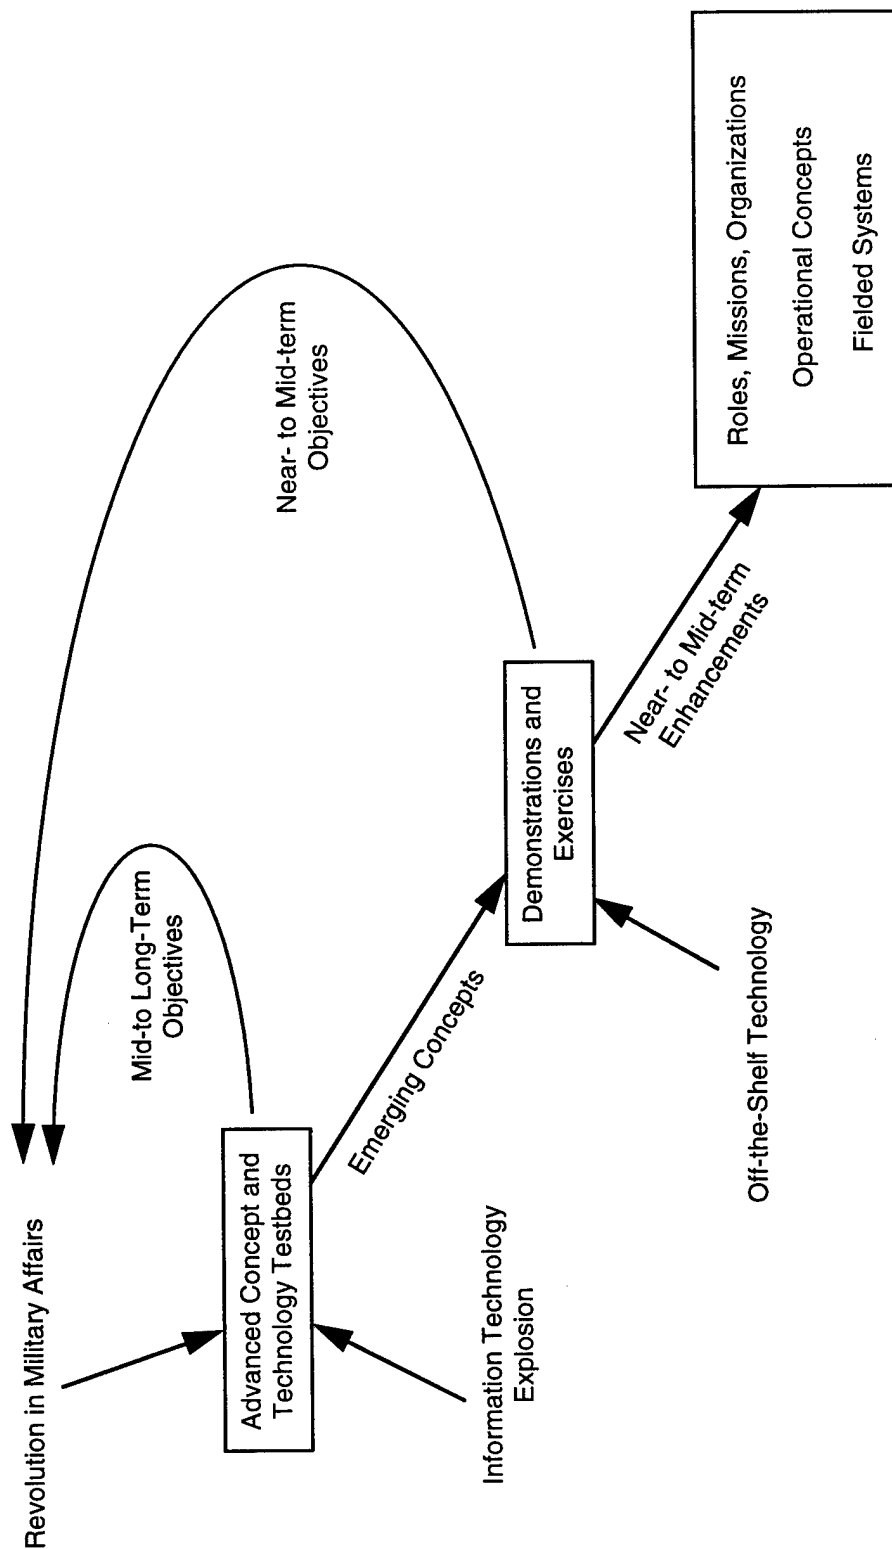 Revolution in Military Affairs
Mid-to Long-Term
Objectives
Near- to Mid-term
Objectives
Advanced Concept and
Technology Testbeds
Emerging Concepts
Information Technology
Explosion
Demonstrations and
Exercises
Off-the-Shelf Technology
Near- to Mid-term
Enhancements
Roles, Missions, Organizations
Operational Concepts
Fielded Systems